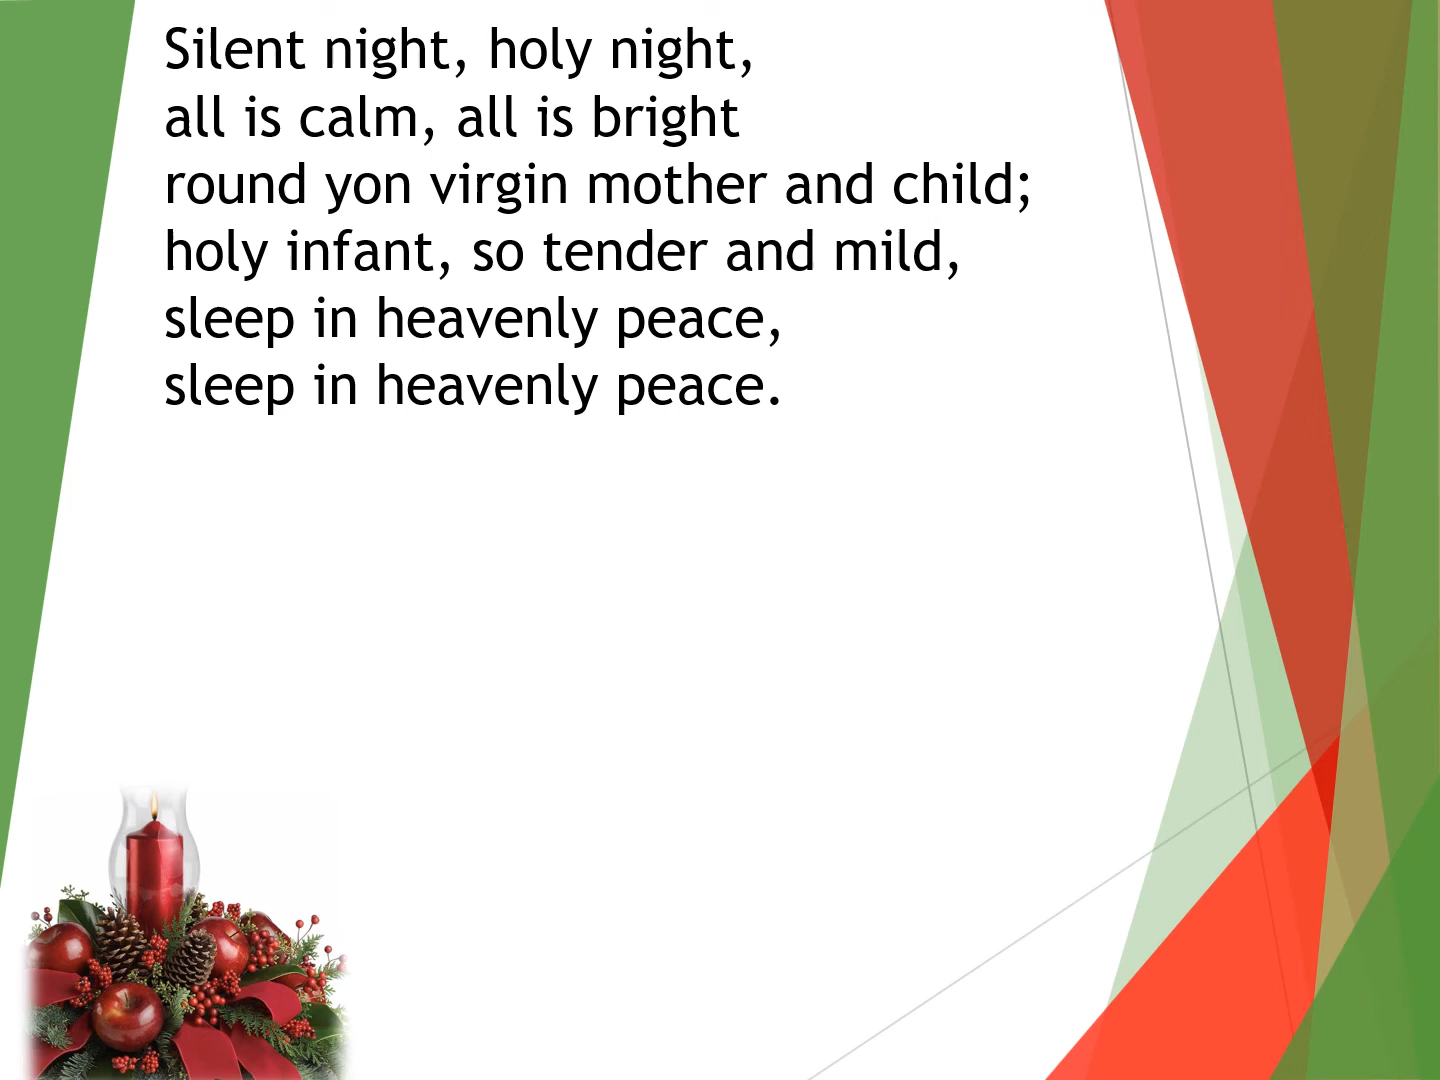 Silent night, holy night,
all is calm, all is bright
round yon virgin mother and child;
holy infant, so tender and mild,
sleep in heavenly peace,
sleep in heavenly peace.